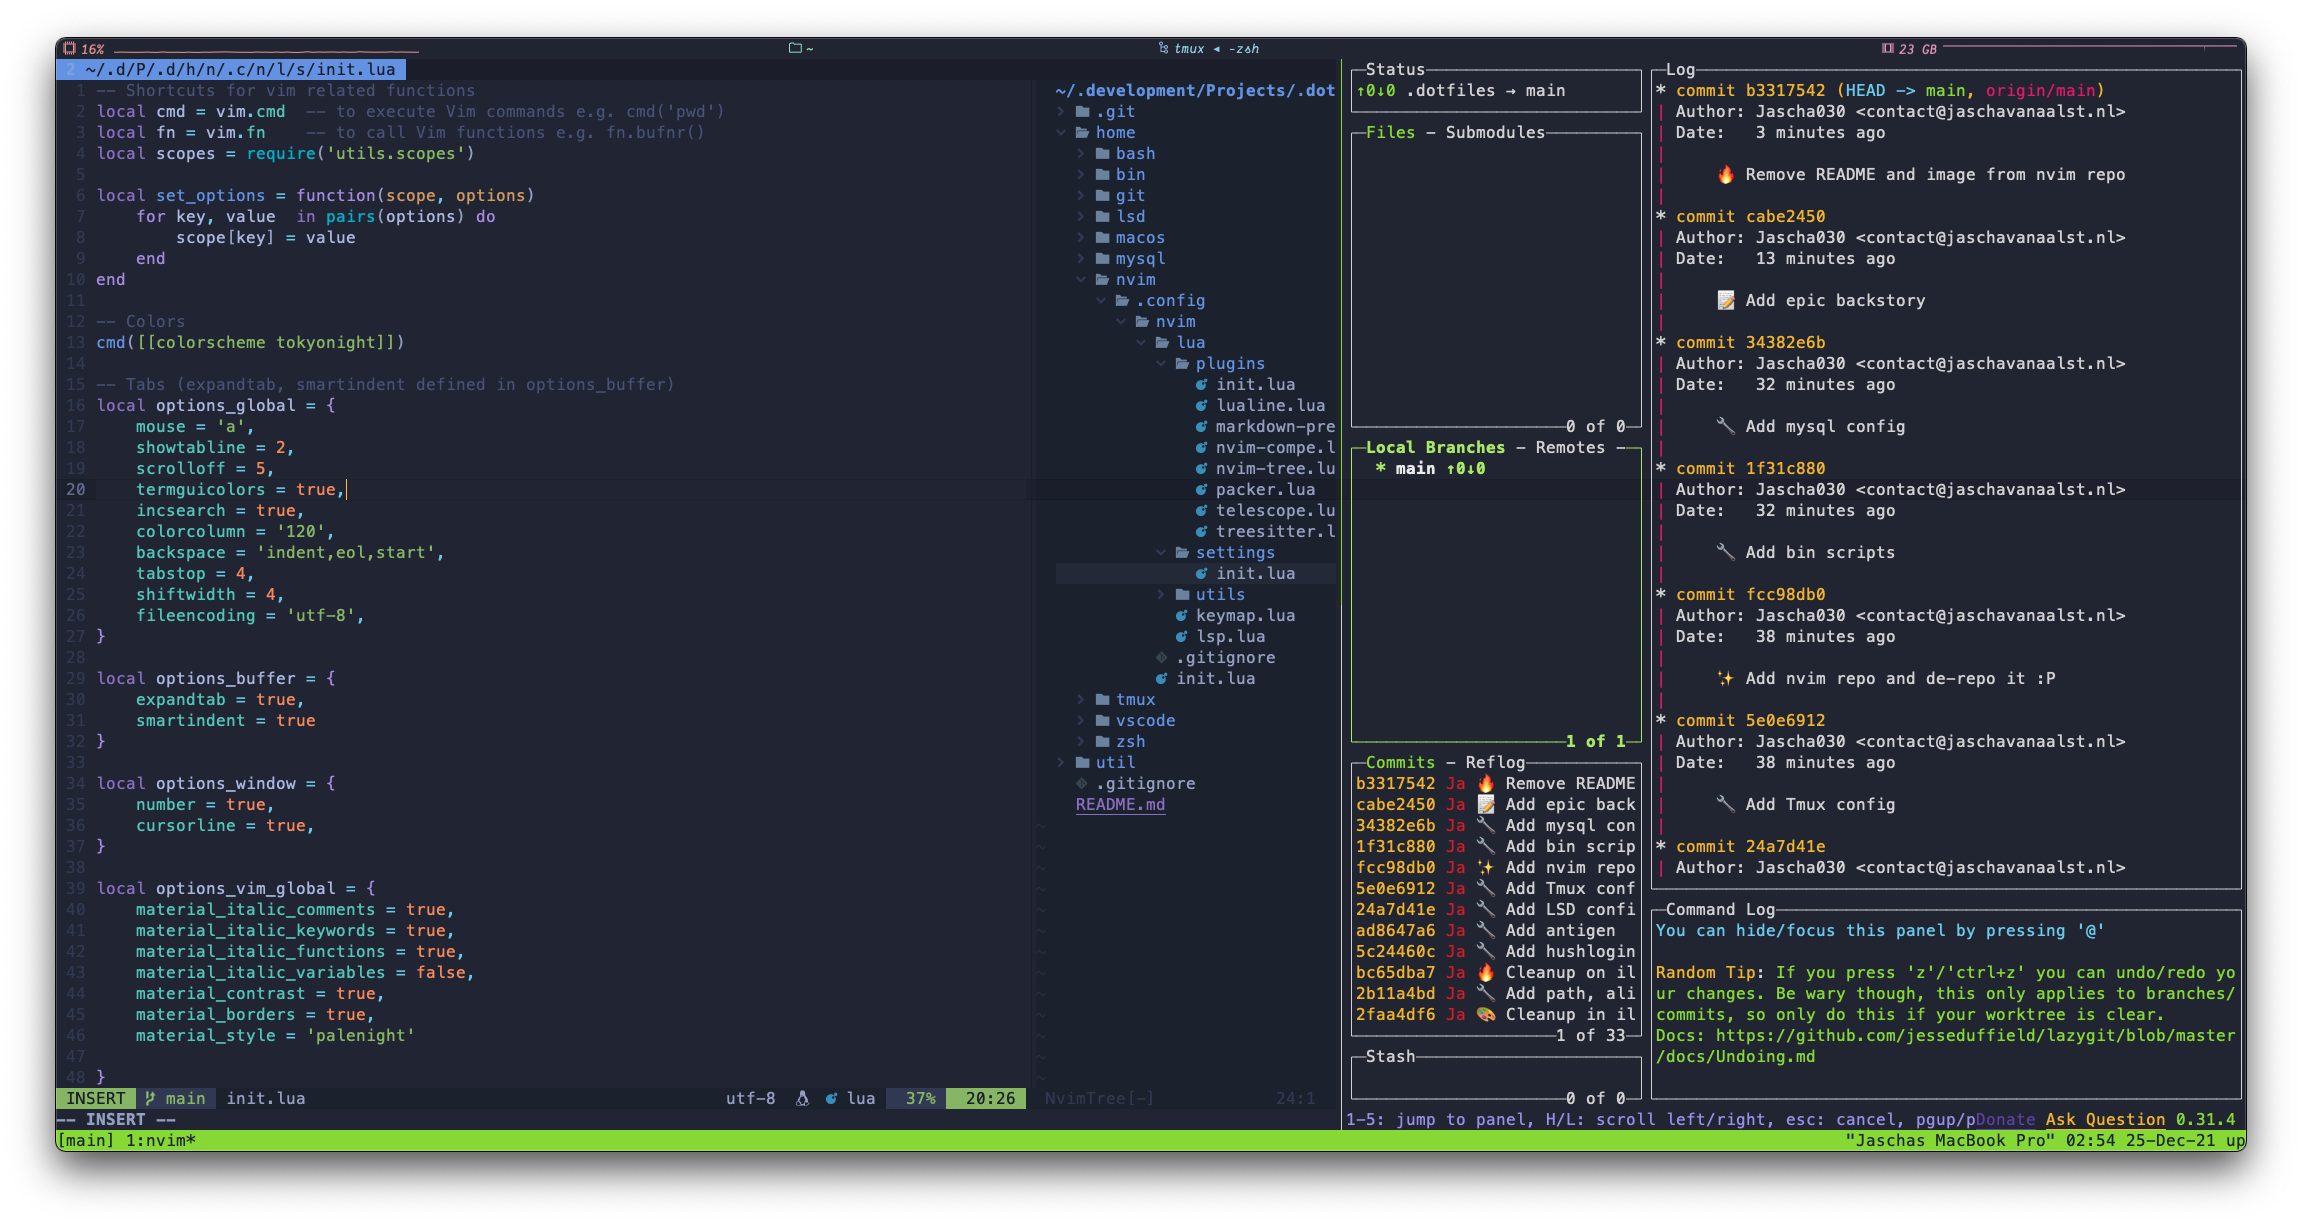 16%
~
tmux ◂ -zsh
23 GB
2 ~/.d/P/.d/h/n/.c/n/l/s/init.lua
1 -- Shortcuts for vim related functions
2 local cmd = vim.cmd  -- to execute Vim commands e.g. cmd('pwd')
3 local fn = vim.fn    -- to call Vim functions e.g. fn.bufnr()
4 local scopes = require('utils.scopes')
5
6 local set_options = function(scope, options)
7     for key, value  in pairs(options) do
8         scope[key] = value
9     end
10 end
11
12 -- Colors
13 cmd([[colorscheme tokyonight]])
14
15 -- Tabs (expandtab, smartindent defined in options_buffer)
16 local options_global = {
17     mouse = 'a',
18     showtabline = 2,
19     scrolloff = 5,
20     termguicolors = true,
21     incsearch = true,
22     colorcolumn = '120',
23     backspace = 'indent,eol,start',
24     tabstop = 4,
25     shiftwidth = 4,
26     fileencoding = 'utf-8',
27 }
28
29 local options_buffer = {
30     expandtab = true,
31     smartindent = true
32 }
33
34 local options_window = {
35     number = true,
36     cursorline = true,
37 }
38
39 local options_vim_global = {
40     material_italic_comments = true,
41     material_italic_keywords = true,
42     material_italic_functions = true,
43     material_italic_variables = false,
44     material_contrast = true,
45     material_borders = true,
46     material_style = 'palenight'
47
48 }
INSERT main init.lua utf-8 lua 37% 20:26
-- INSERT --
~/.development/Projects/.dot
.git
home
bash
bin
git
lsd
macos
mysql
nvim
.config
nvim
lua
plugins
init.lua
lualine.lua
markdown-pre
nvim-compe.l
nvim-tree.lu
packer.lua
telescope.lu
treesitter.l
settings
init.lua
utils
keymap.lua
lsp.lua
.gitignore
init.lua
tmux
vscode
zsh
util
.gitignore
README.md
~
~
~
~
~
~
~
~
~
~
~
~
~
NvimTree[-] 24:1
Status
↑0↓0 .dotfiles → main
Files - Submodules
0 of 0
Local Branches - Remotes -
* main ↑0↓0
1 of 1
Commits - Reflog
b3317542 Ja 🔥 Remove README
cabe2450 Ja 📝 Add epic back
34382e6b Ja 🔧 Add mysql con
1f31c880 Ja 🔧 Add bin scrip
fcc98db0 Ja ✨ Add nvim repo
5e0e6912 Ja 🔧 Add Tmux conf
24a7d41e Ja 🔧 Add LSD confi
ad8647a6 Ja 🔧 Add antigen
5c24460c Ja 🔧 Add hushlogin
bc65dba7 Ja 🔥 Cleanup on il
2b11a4bd Ja 🔧 Add path, ali
2faa4df6 Ja 🎨 Cleanup in il
1 of 33
Stash
0 of 0
Log
* commit b3317542 (HEAD -> main, origin/main)
| Author: Jascha030 <contact@jaschavanaalst.nl>
| Date:   3 minutes ago
|
|     🔥 Remove README and image from nvim repo
|
* commit cabe2450
| Author: Jascha030 <contact@jaschavanaalst.nl>
| Date:   13 minutes ago
|
|     📝 Add epic backstory
|
* commit 34382e6b
| Author: Jascha030 <contact@jaschavanaalst.nl>
| Date:   32 minutes ago
|
|     🔧 Add mysql config
|
* commit 1f31c880
| Author: Jascha030 <contact@jaschavanaalst.nl>
| Date:   32 minutes ago
|
|     🔧 Add bin scripts
|
* commit fcc98db0
| Author: Jascha030 <contact@jaschavanaalst.nl>
| Date:   38 minutes ago
|
|     ✨ Add nvim repo and de-repo it :P
|
* commit 5e0e6912
| Author: Jascha030 <contact@jaschavanaalst.nl>
| Date:   38 minutes ago
|
|     🔧 Add Tmux config
|
* commit 24a7d41e
| Author: Jascha030 <contact@jaschavanaalst.nl>
Command Log
You can hide/focus this panel by pressing '@'
Random Tip: If you press 'z'/'ctrl+z' you can undo/redo yo
ur changes. Be wary though, this only applies to branches/
commits, so only do this if your worktree is clear.
Docs: https://github.com/jesseduffield/lazygit/blob/master
/docs/Undoing.md
1-5: jump to panel, H/L: scroll left/right, esc: cancel, pgup/pDonate Ask Question 0.31.4
[main] 1:nvim*
"Jaschas MacBook Pro" 02:54 25-Dec-21 up